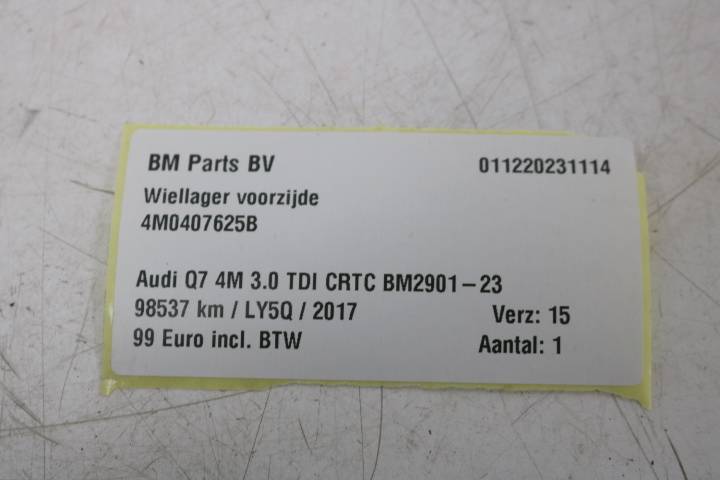 BM Parts BV 011220231114
Wiellager voorzijde
4M0407625B
Audi Q7 4M 3.0 TDI CRTC BM2901-23
98537 km / LY5Q / 2017 Verz: 15
99 Euro incl. BTW Aantal: 1